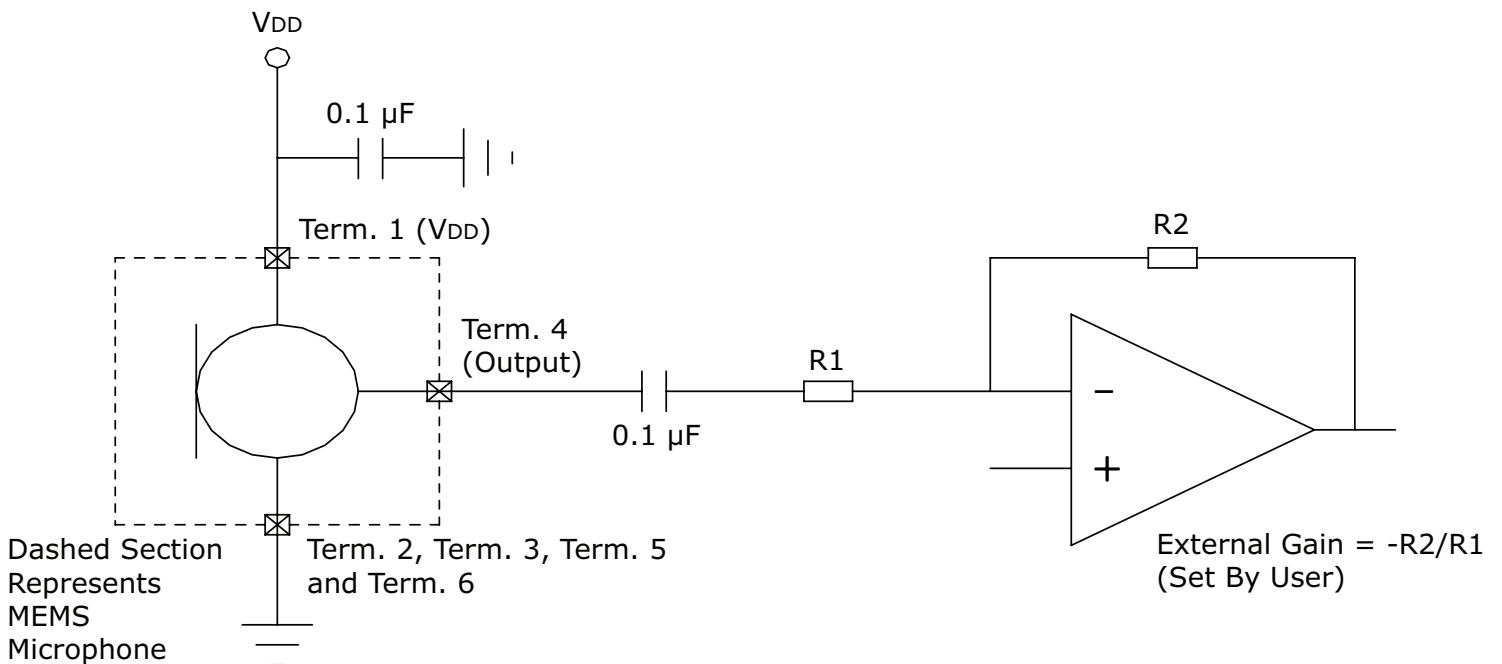 VDD
0.1 µF
Term. 1 (VDD)
R2
Term. 4
(Output)
R1
0.1 µF
−
+
Dashed Section
Represents
MEMS
Microphone
Term. 2, Term. 3, Term. 5
and Term. 6
External Gain = -R2/R1
(Set By User)